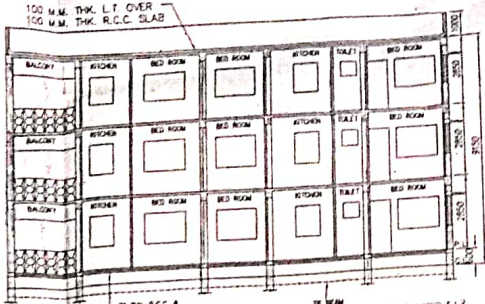 100 M.M. THK. L.T. OVER
100 M.M. THK. R.C.C. SLAB
BALCONY KITCHEN BED ROOM BED ROOM KITCHEN TOILET BED ROOM
BALCONY KITCHEN BED ROOM BED ROOM KITCHEN TOILET BED ROOM
BALCONY KITCHEN BED ROOM BED ROOM KITCHEN TOILET BED ROOM
1000
2850
2850
2850
TIE BEAM